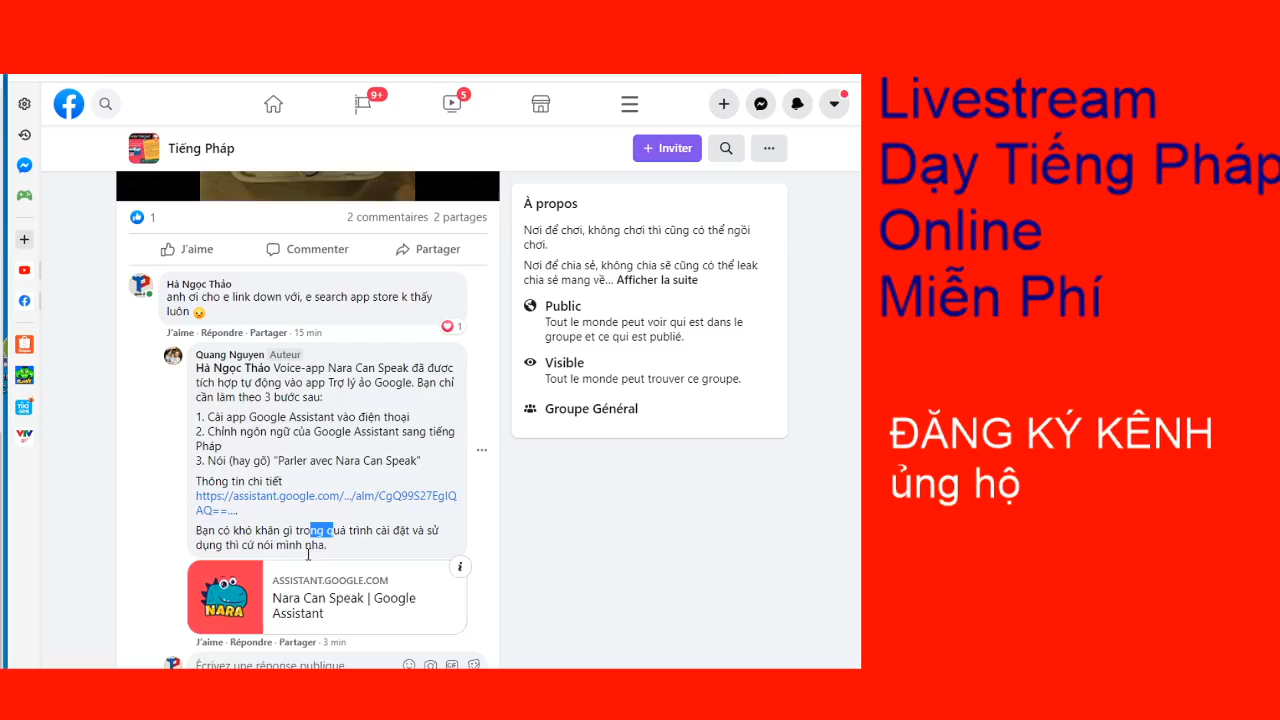 Livestream
Dạy Tiếng Pháp
Online
Miễn Phí
ĐĂNG KÝ KÊNH
ủng hộ
9+
5
Tiếng Pháp
+ Inviter
1
2 commentaires 2 partages
J'aime
Commenter
Partager
Hà Ngọc Thảo
anh ơi cho e link down với, e search app store k thấy
luôn
1
J'aime · Répondre · Partager · 15 min
Quang Nguyen Auteur
Hà Ngọc Thảo Voice-app Nara Can Speak đã được
tích hợp tự động vào app Trợ lý ảo Google. Bạn chỉ
cần làm theo 3 bước sau:
1. Cài app Google Assistant vào điện thoại
2. Chỉnh ngôn ngữ của Google Assistant sang tiếng
Pháp
3. Nói (hay gõ) "Parler avec Nara Can Speak"
Thông tin chi tiết
https://assistant.google.com/.../alm/CgQ99S27EgIQ
AQ==....
Bạn có khó khăn gì trong quá trình cài đặt và sử
dụng thì cứ nói mình nha.
NARA
ASSISTANT.GOOGLE.COM
Nara Can Speak | Google
Assistant
J'aime · Répondre · Partager · 3 min
Écrivez une réponse publique
GIF
À propos
Nơi để chơi, không chơi thì cũng có thể ngồi
chơi.
Nơi để chia sẻ, không chia sẽ cũng có thể leak
chia sẻ mang về... Afficher la suite
Public
Tout le monde peut voir qui est dans le
groupe et ce qui est publié.
Visible
Tout le monde peut trouver ce groupe.
Groupe Général
VTV